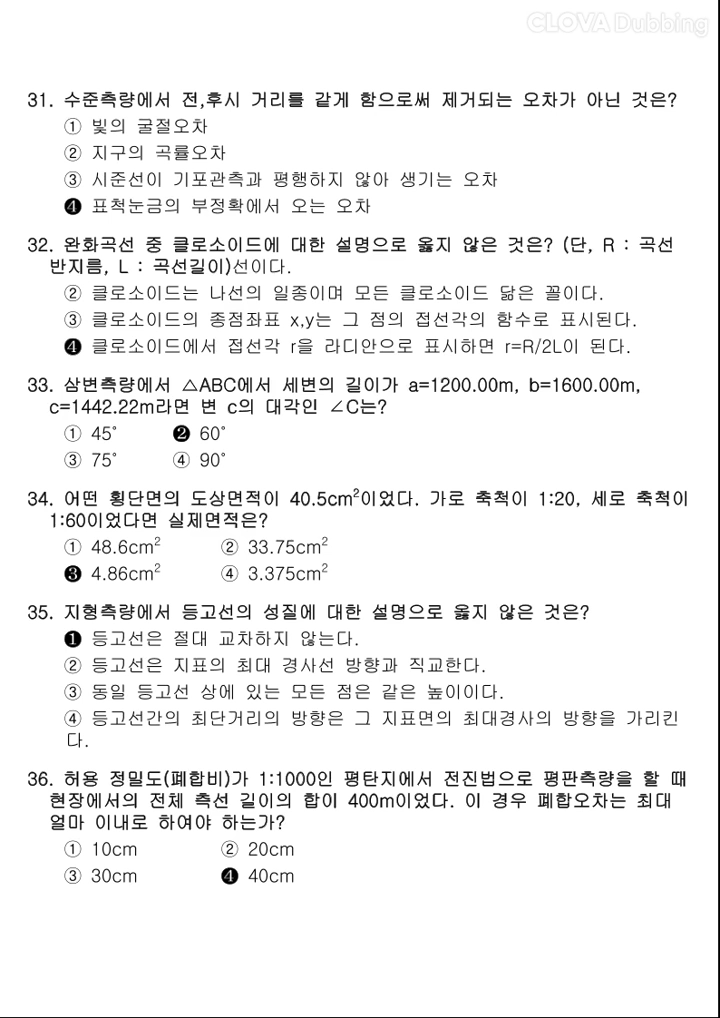 CLOVA Dubbing
31. 수준측량에서 전,후시 거리를 같게 함으로써 제거되는 오차가 아닌 것은?
① 빛의 굴절오차
② 지구의 곡률오차
③ 시준선이 기포관측과 평행하지 않아 생기는 오차
❹ 표척눈금의 부정확에서 오는 오차
32. 완화곡선 중 클로소이드에 대한 설명으로 옳지 않은 것은? (단, R : 곡선
반지름, L : 곡선길이)선이다.
② 클로소이드는 나선의 일종이며 모든 클로소이드 닮은 꼴이다.
③ 클로소이드의 종점좌표 x,y는 그 점의 접선각의 함수로 표시된다.
❹ 클로소이드에서 접선각 r을 라디안으로 표시하면 r=R/2L이 된다.
33. 삼변측량에서 △ABC에서 세변의 길이가 a=1200.00m, b=1600.00m,
c=1442.22m라면 변 c의 대각인 ∠C는?
① 45° ❷ 60°
③ 75° ④ 90°
34. 어떤 횡단면의 도상면적이 40.5cm²이었다. 가로 축척이 1:20, 세로 축척이
1:60이었다면 실제면적은?
① 48.6cm² ② 33.75cm²
❸ 4.86cm² ④ 3.375cm²
35. 지형측량에서 등고선의 성질에 대한 설명으로 옳지 않은 것은?
❶ 등고선은 절대 교차하지 않는다.
② 등고선은 지표의 최대 경사선 방향과 직교한다.
③ 동일 등고선 상에 있는 모든 점은 같은 높이이다.
④ 등고선간의 최단거리의 방향은 그 지표면의 최대경사의 방향을 가리킨
다.
36. 허용 정밀도(폐합비)가 1:1000인 평탄지에서 전진법으로 평판측량을 할 때
현장에서의 전체 측선 길이의 합이 400m이었다. 이 경우 폐합오차는 최대
얼마 이내로 하여야 하는가?
① 10cm ② 20cm
③ 30cm ❹ 40cm